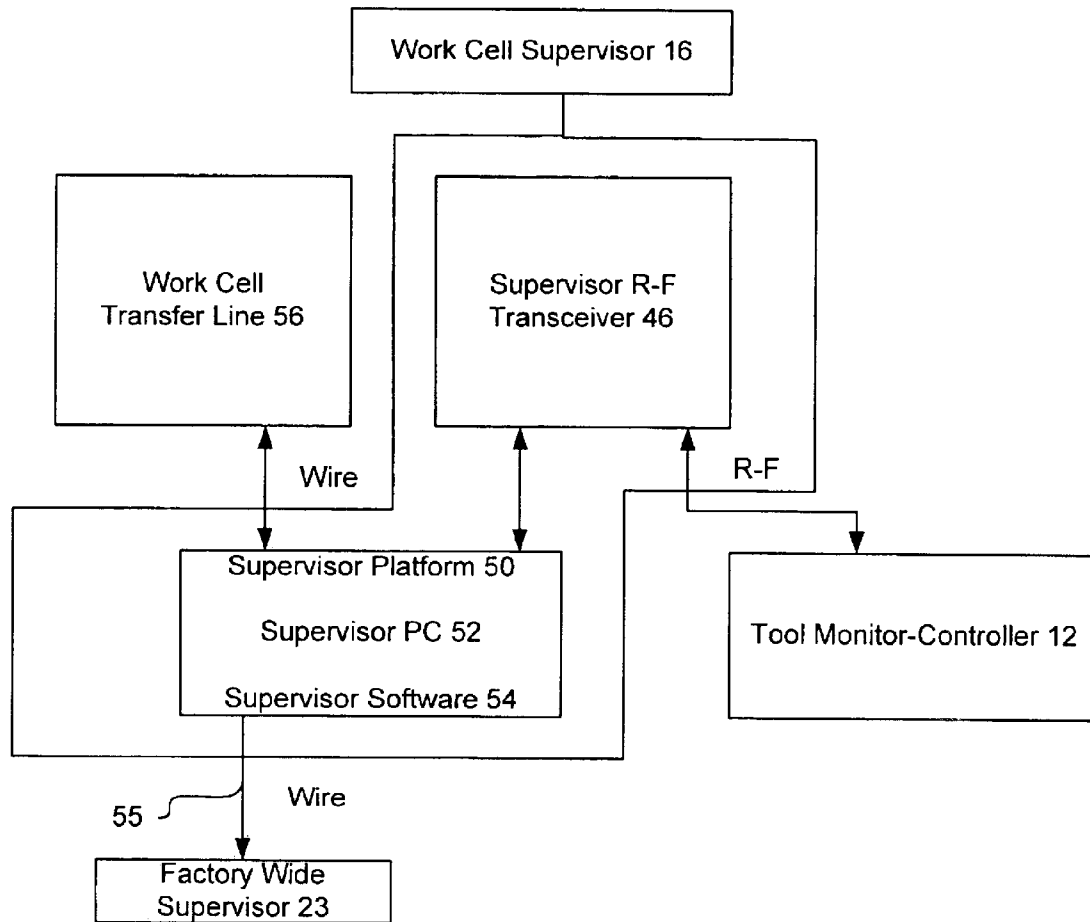 Work Cell Supervisor 16
Work Cell
Transfer Line 56
Supervisor R-F
Transceiver 46
Wire
R-F
Supervisor Platform 50
Supervisor PC 52
Supervisor Software 54
Tool Monitor-Controller 12
55
Wire
Factory Wide
Supervisor 23